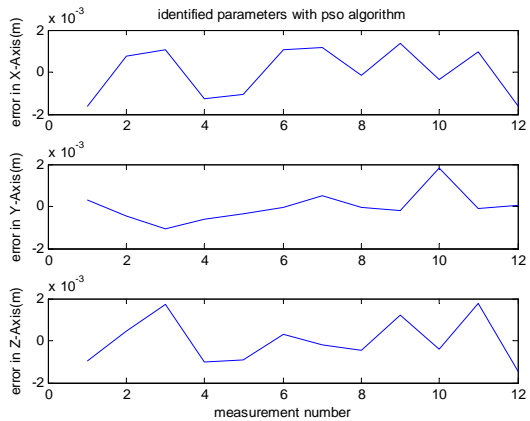 identified parameters with pso algorithm
x 10-3
error in X-Axis(m)
2
0
-2
0 2 4 6 8 10 12
x 10-3
error in Y-Axis(m)
2
0
-2
0 2 4 6 8 10 12
x 10-3
error in Z-Axis(m)
2
0
-2
0 2 4 6 8 10 12
measurement number